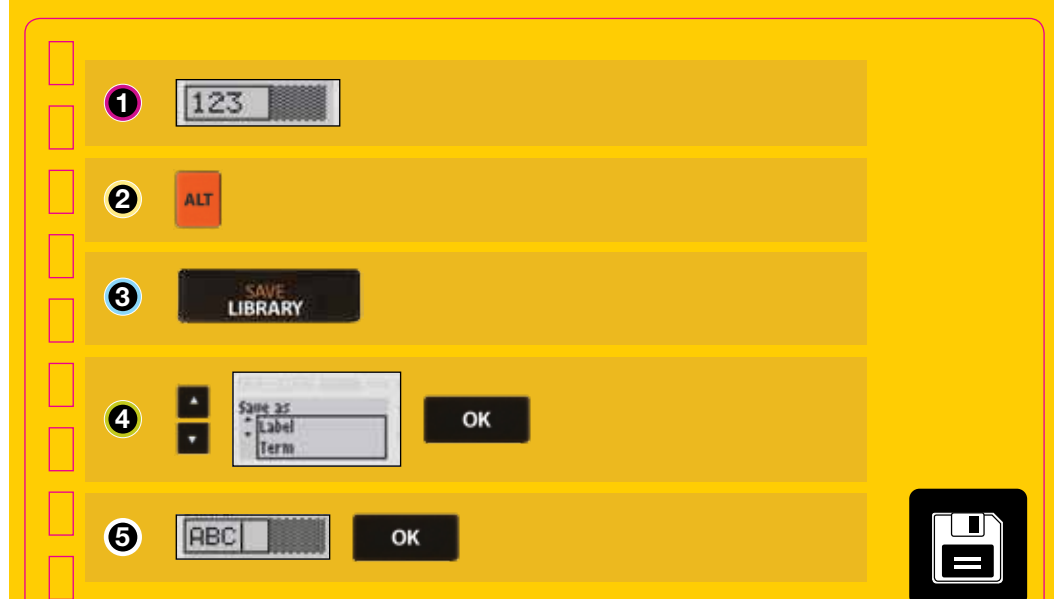 1
123
2
ALT
3
SAVE
LIBRARY
4
Save as
Label
Term
OK
5
ABC
OK